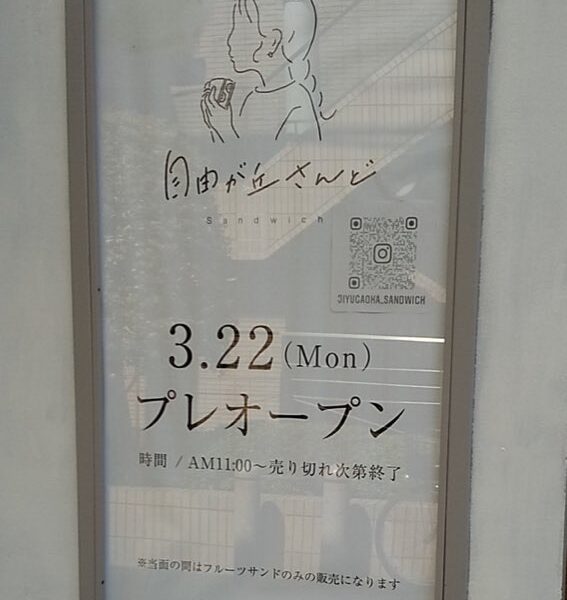 自由が丘さんど
Sandwich
JIYUGAOKA_SANDWICH
3.22(Mon)
プレオープン
時間 / AM11:00〜売り切れ次第終了
※当面の間はフルーツサンドのみの販売になります